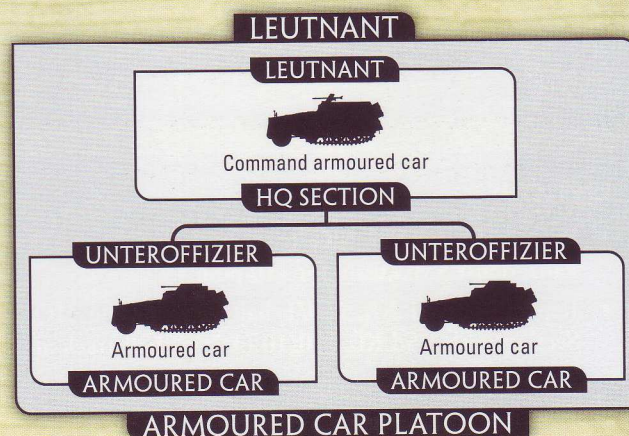 LEUTNANT
LEUTNANT
Command armoured car
HQ SECTION
UNTEROFFIZIER
UNTEROFFIZIER
Armoured car
Armoured car
ARMOURED CAR
ARMOURED CAR
ARMOURED CAR PLATOON